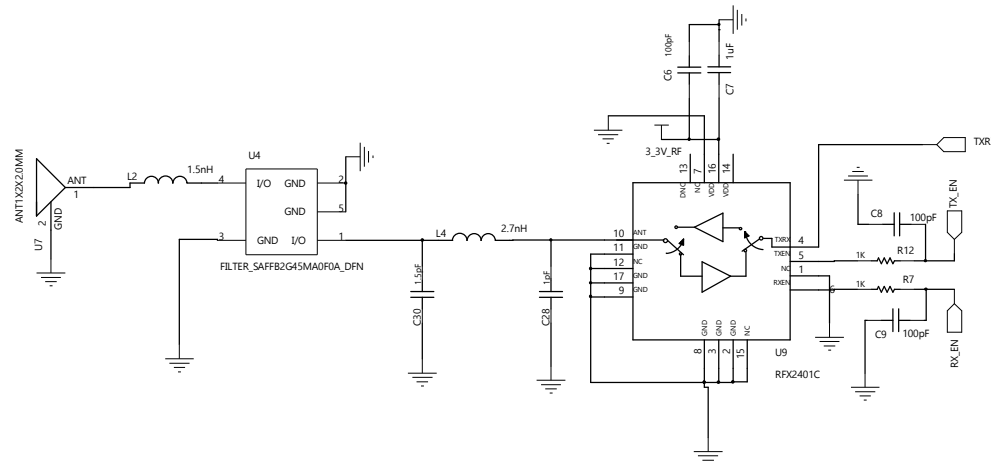 100pF
C6
1uF
C7
3_3V_RF
U4
FILTER_SAFFB2G45MA0F0A_DFN
I/O
GND
GND
GND
I/O
4
2
5
3
1
ANT1X2X2.0MM
U7
ANT
1
2
GND
L2
1.5nH
L4
2.7nH
1.5pF
C30
1pF
C28
13
7
16
14
DNC
NC
VDD
VDD
10
11
12
17
9
ANT
GND
NC
GND
GND
TXRX
TXEN
NC
RXEN
4
5
1
6
GND
GND
GND
NC
8
3
2
15
U9
RFX2401C
TXR
TX_EN
C8
100pF
1K
R12
1K
R7
C9
100pF
RX_EN